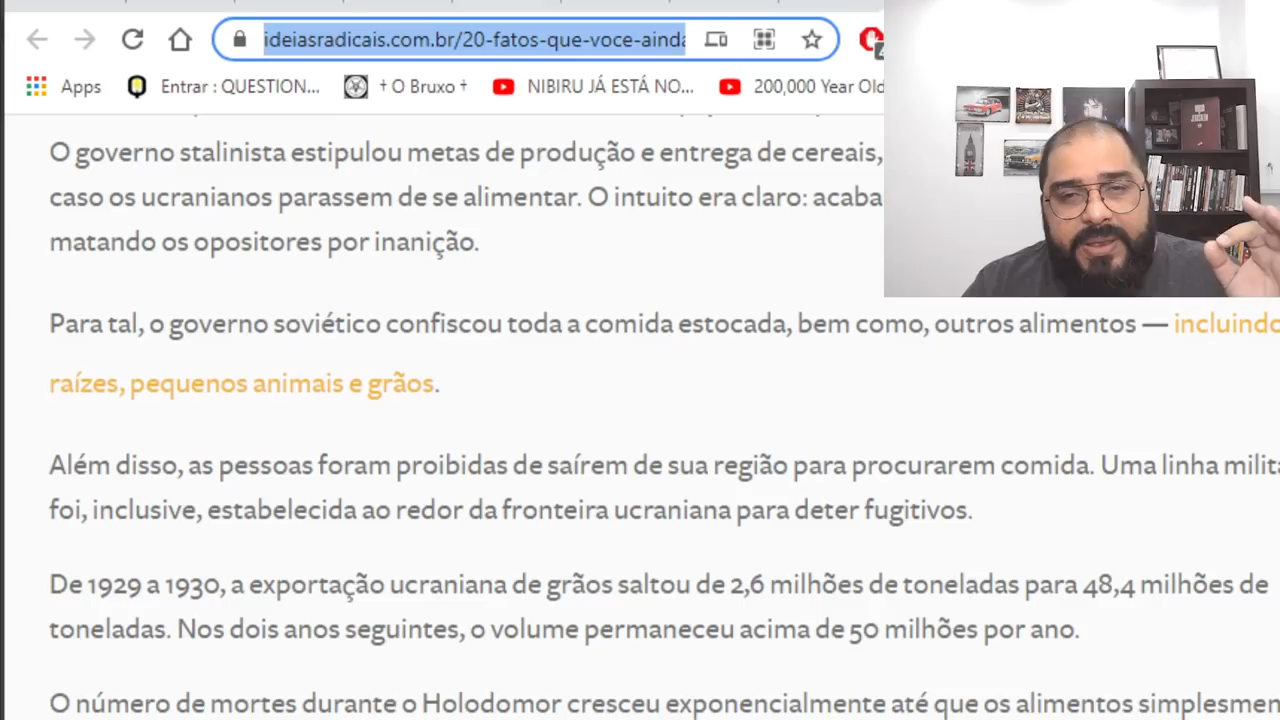 ideiasradicais.com.br/20-fatos-que-voce-ainda
Apps Entrar : QUESTION... † O Bruxo † NIBIRU JÁ ESTÁ NO... 200,000 Year Old
O governo stalinista estipulou metas de produção e entrega de cereais,
caso os ucranianos parassem de se alimentar. O intuito era claro: acaba
matando os opositores por inanição.
Para tal, o governo soviético confiscou toda a comida estocada, bem como, outros alimentos — incluindo
raízes, pequenos animais e grãos.
Além disso, as pessoas foram proibidas de saírem de sua região para procurarem comida. Uma linha milita
foi, inclusive, estabelecida ao redor da fronteira ucraniana para deter fugitivos.
De 1929 a 1930, a exportação ucraniana de grãos saltou de 2,6 milhões de toneladas para 48,4 milhões de
toneladas. Nos dois anos seguintes, o volume permaneceu acima de 50 milhões por ano.
O número de mortes durante o Holodomor cresceu exponencialmente até que os alimentos simplesmen